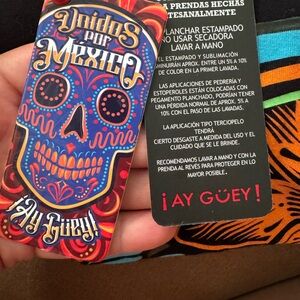 Unidos
por
México
¡Ay Güey!
PRENDAS HECHAS
ARTESANALMENTE
PLANCHAR ESTAMPADO
NO USAR SECADORA
LAVAR A MANO
EL ESTAMPADO Y SUBLIMACIÓN
DISMINUIRÁN APROX. ENTRE UN 5% A 10%
DE COLOR EN LA PRIMER LAVADA.
LAS APLICACIONES DE PEDRERÍA Y
ESTOPEROLES ESTÁN COLOCADAS CON
PEGAMENTO PLANCHADO, PODRÍAN TENER
UNA PÉRDIDA NORMAL DE APROX. 5% A
10% CON EL PASO DE LAS LAVADAS.
LA APLICACIÓN TIPO TERCIOPELO
TENDRÁ
CIERTO DESGASTE A MEDIDA DEL USO Y EL
CUIDADO QUE SE LE BRINDE.
RECOMENDAMOS LAVAR A MANO Y CON LA
PRENDA AL REVÉS PARA PROTEGER EN LO
MAYOR POSIBLE.
¡AY GÜEY!